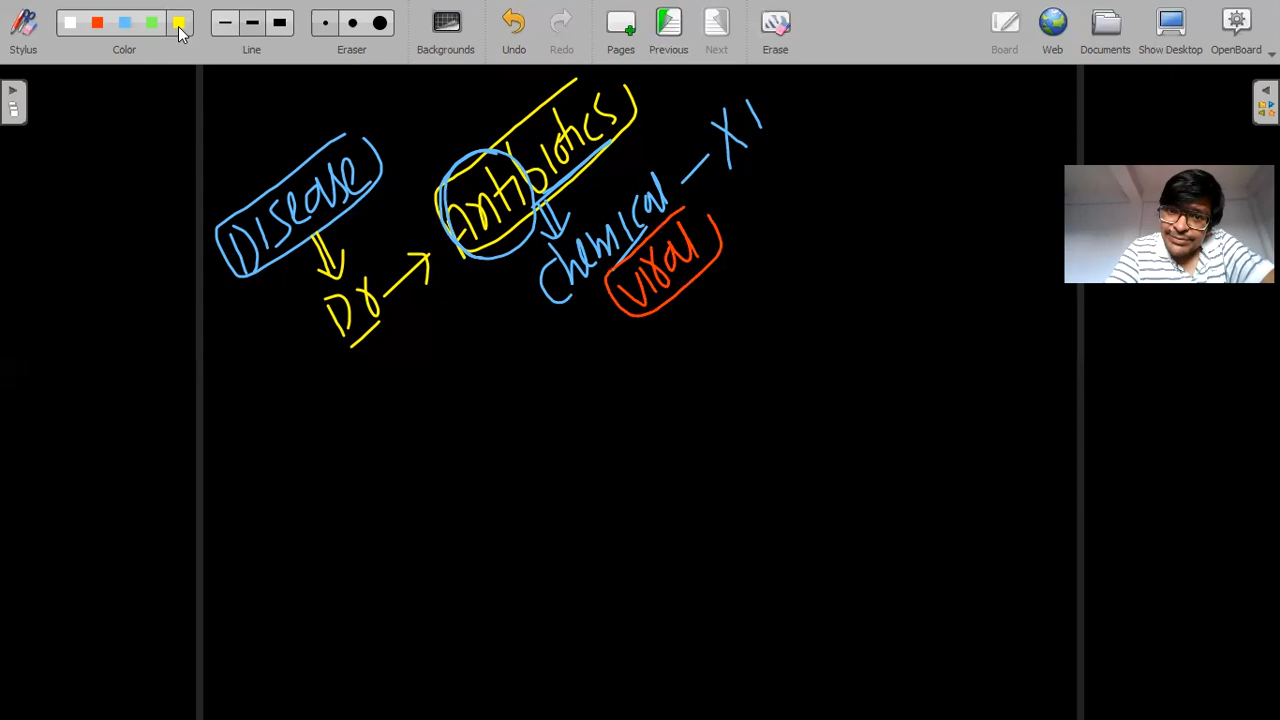 Stylus
Color
Line
Eraser
Backgrounds
Undo
Redo
Pages
Previous
Next
Erase
Board
Web
Documents
Show Desktop
OpenBoard
Disease
Antibiotics
Dr
chemical - X
viral